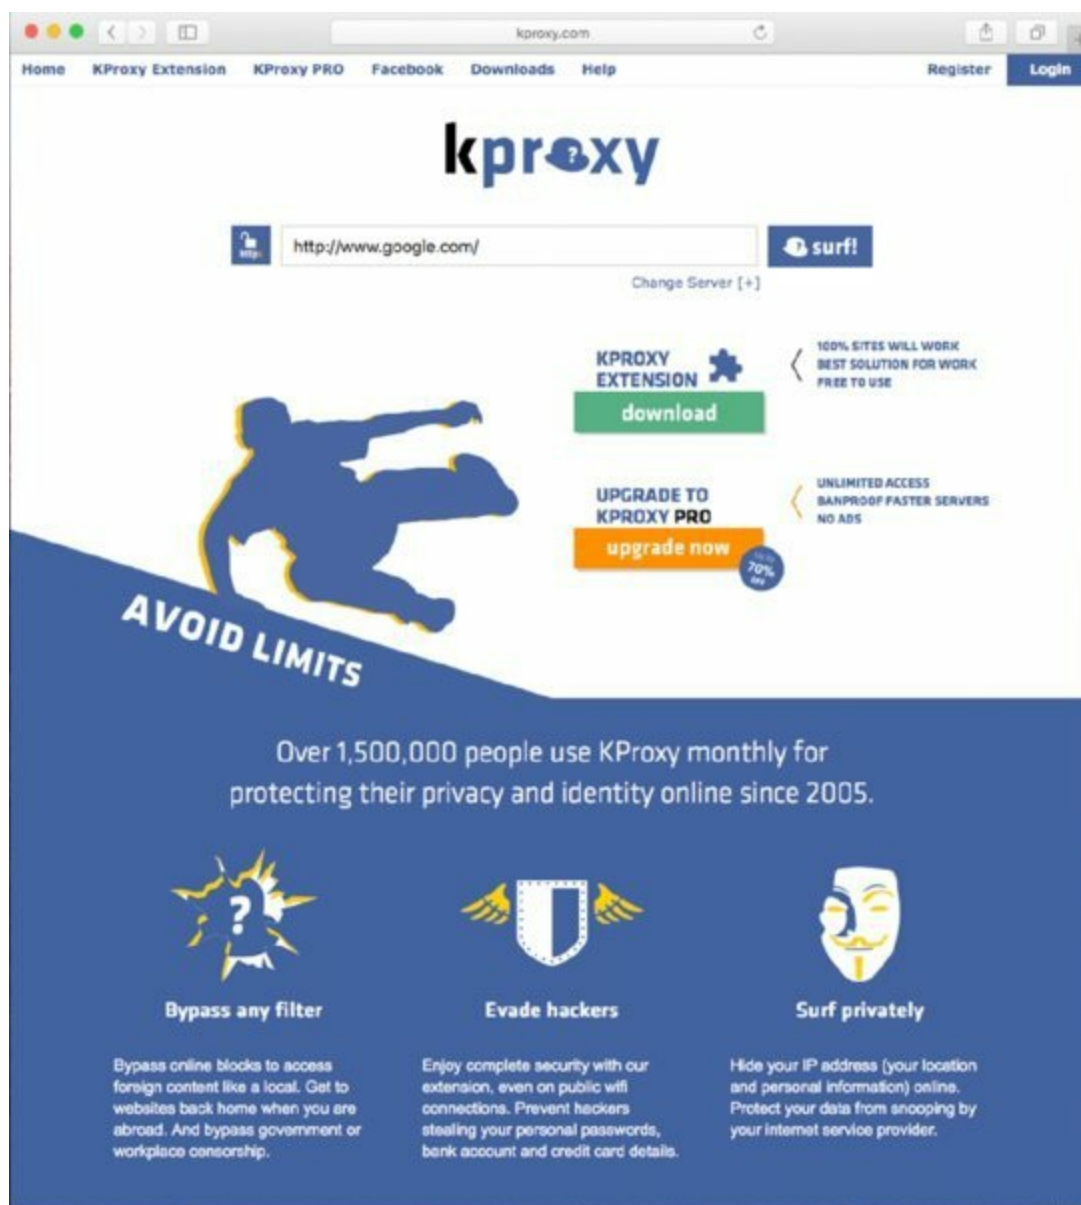 kproxy.com
Home KProxy Extension KProxy PRO Facebook Downloads Help Register Login
kproxy
?
http://www.google.com/
surf!
Change Server [+]
KPROXY
EXTENSION
download
100% SITES WILL WORK
BEST SOLUTION FOR WORK
FREE TO USE
UPGRADE TO
KPROXY PRO
upgrade now
70%
OFF
UNLIMITED ACCESS
BANPROOF FASTER SERVERS
NO ADS
AVOID LIMITS
Over 1,500,000 people use KProxy monthly for
protecting their privacy and identity online since 2005.
?
Bypass any filter
Bypass online blocks to access
foreign content like a local. Get to
websites back home when you are
abroad. And bypass government or
workplace censorship.
Evade hackers
Enjoy complete security with our
extension, even on public wifi
connections. Prevent hackers
stealing your personal passwords,
bank account and credit card details.
Surf privately
Hide your IP address (your location
and personal information) online.
Protect your data from snooping by
your internet service provider.